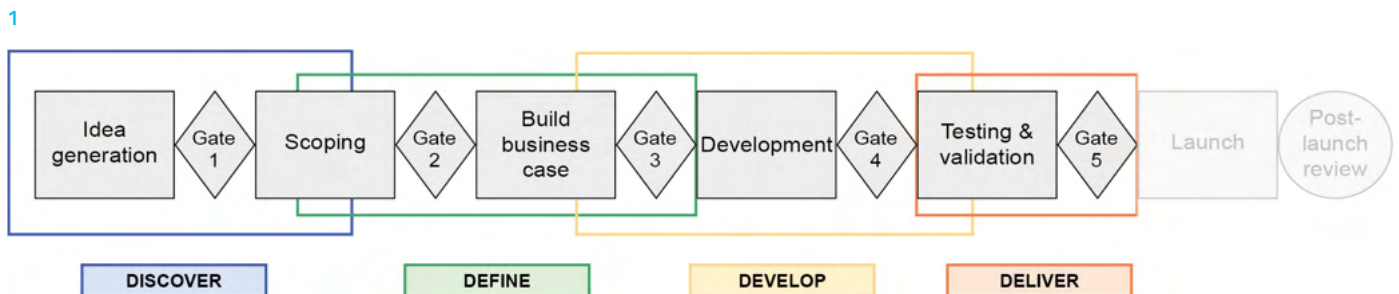 1
Idea
generation
Gate
1
Scoping
Gate
2
Build
business
case
Gate
3
Development
Gate
4
Testing &
validation
Gate
5
Launch
Post-
launch
review
DISCOVER
DEFINE
DEVELOP
DELIVER